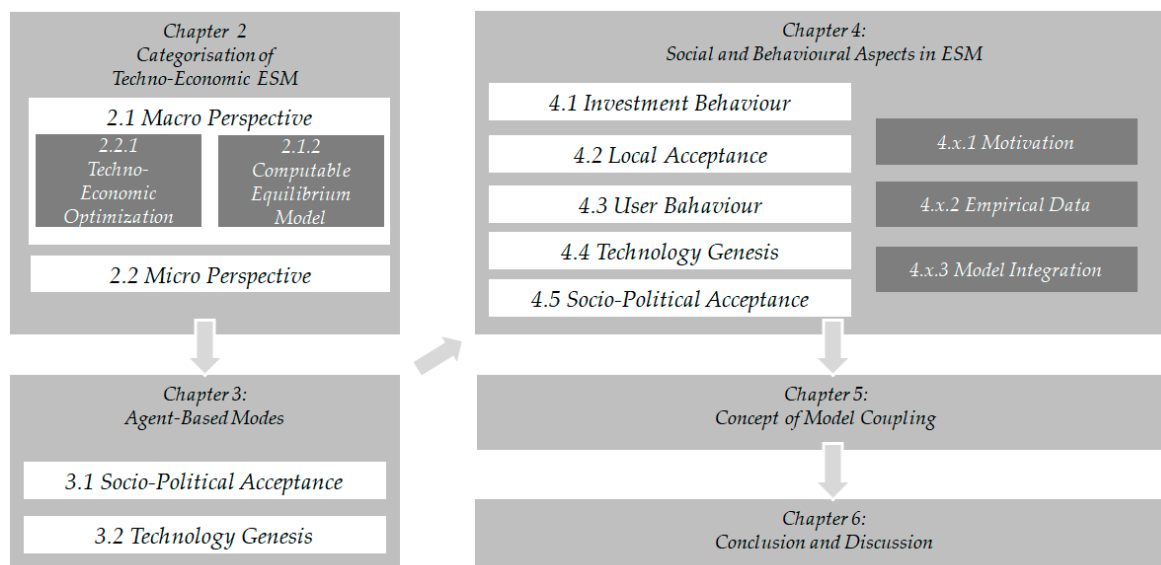 Chapter 2
Categorisation of
Techno-Economic ESM
2.1 Macro Perspective
2.2.1
Techno-
Economic
Optimization
2.1.2
Computable
Equilibrium
Model
2.2 Micro Perspective
Chapter 3:
Agent-Based Modes
3.1 Socio-Political Acceptance
3.2 Technology Genesis
Chapter 4:
Social and Behavioural Aspects in ESM
4.1 Investment Behaviour
4.2 Local Acceptance
4.3 User Bahaviour
4.4 Technology Genesis
4.5 Socio-Political Acceptance
4.x.1 Motivation
4.x.2 Empirical Data
4.x.3 Model Integration
Chapter 5:
Concept of Model Coupling
Chapter 6:
Conclusion and Discussion